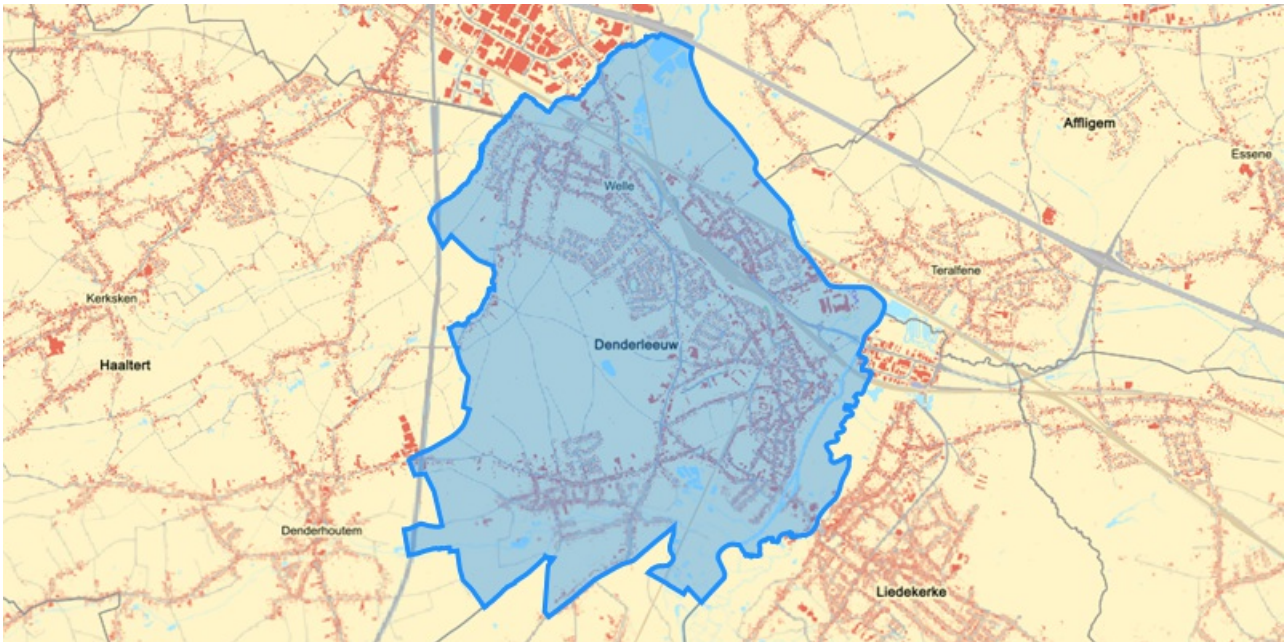 Affligem
Essene
Welle
Teralfene
Kerksken
Denderleeuw
Haaltert
Denderhoutem
Liedekerke